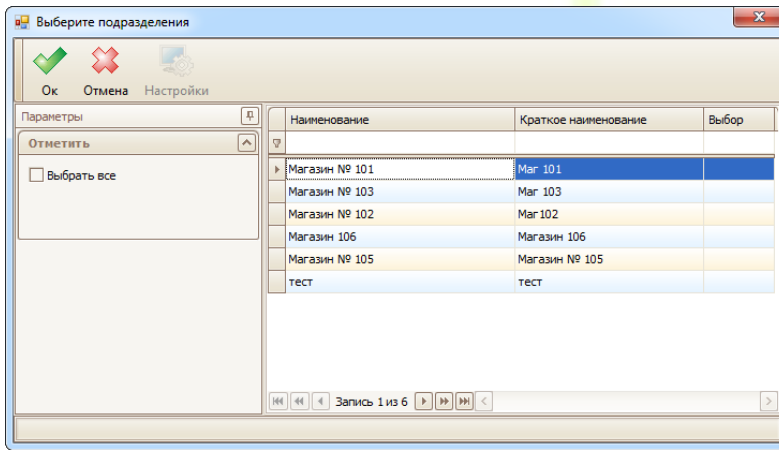 Выберите подразделения
Ок Отмена Настройки
Параметры
Отметить
Выбрать все
Наименование Краткое наименование Выбор
Магазин № 101 Маг 101
Магазин № 103 Маг 103
Магазин № 102 Маг102
Магазин 106 Магазин 106
Магазин № 105 Магазин № 105
тест тест
Запись 1 из 6